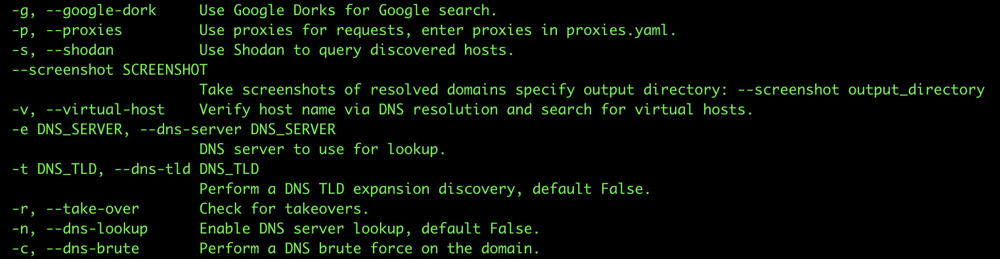 -g, --google-dork     Use Google Dorks for Google search.
-p, --proxies         Use proxies for requests, enter proxies in proxies.yaml.
-s, --shodan          Use Shodan to query discovered hosts.
--screenshot SCREENSHOT
                      Take screenshots of resolved domains specify output directory: --screenshot output_directory
-v, --virtual-host    Verify host name via DNS resolution and search for virtual hosts.
-e DNS_SERVER, --dns-server DNS_SERVER
                      DNS server to use for lookup.
-t DNS_TLD, --dns-tld DNS_TLD
                      Perform a DNS TLD expansion discovery, default False.
-r, --take-over       Check for takeovers.
-n, --dns-lookup      Enable DNS server lookup, default False.
-c, --dns-brute       Perform a DNS brute force on the domain.